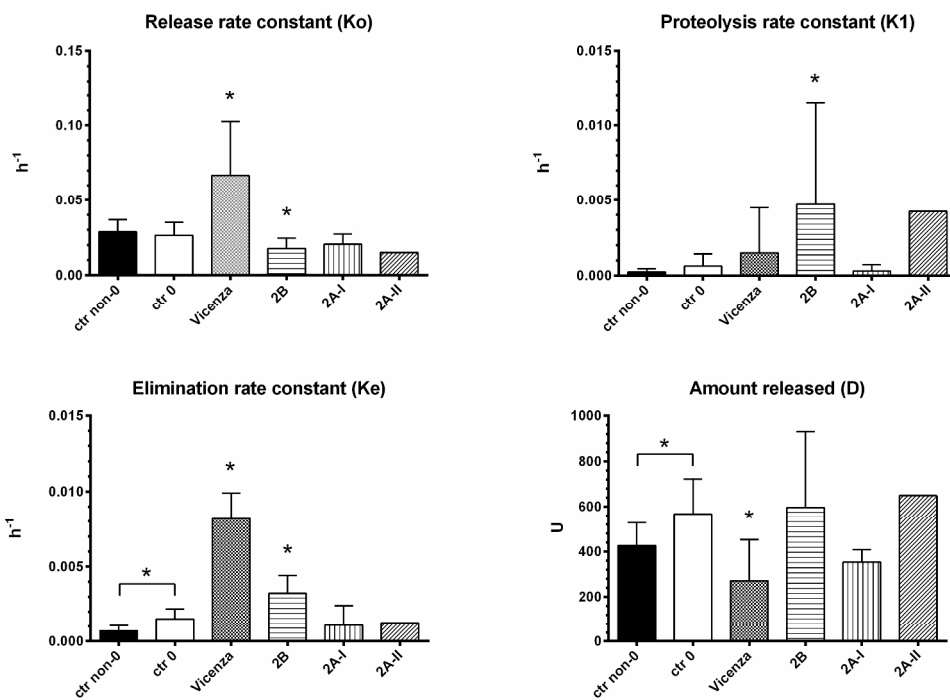 Release rate constant (Ko)
0.15
0.10
0.05
0.00
h-1
*
*
ctr non-0
ctr 0
Vicenza
2B
2A-I
2A-II
Proteolysis rate constant (K1)
0.015
0.010
0.005
0.000
h-1
*
ctr non-0
ctr 0
Vicenza
2B
2A-I
2A-II
Elimination rate constant (Ke)
0.015
0.010
0.005
0.000
h-1
*
*
*
ctr non-0
ctr 0
Vicenza
2B
2A-I
2A-II
Amount released (D)
1000
800
600
400
200
0
U
*
*
ctr non-0
ctr 0
Vicenza
2B
2A-I
2A-II